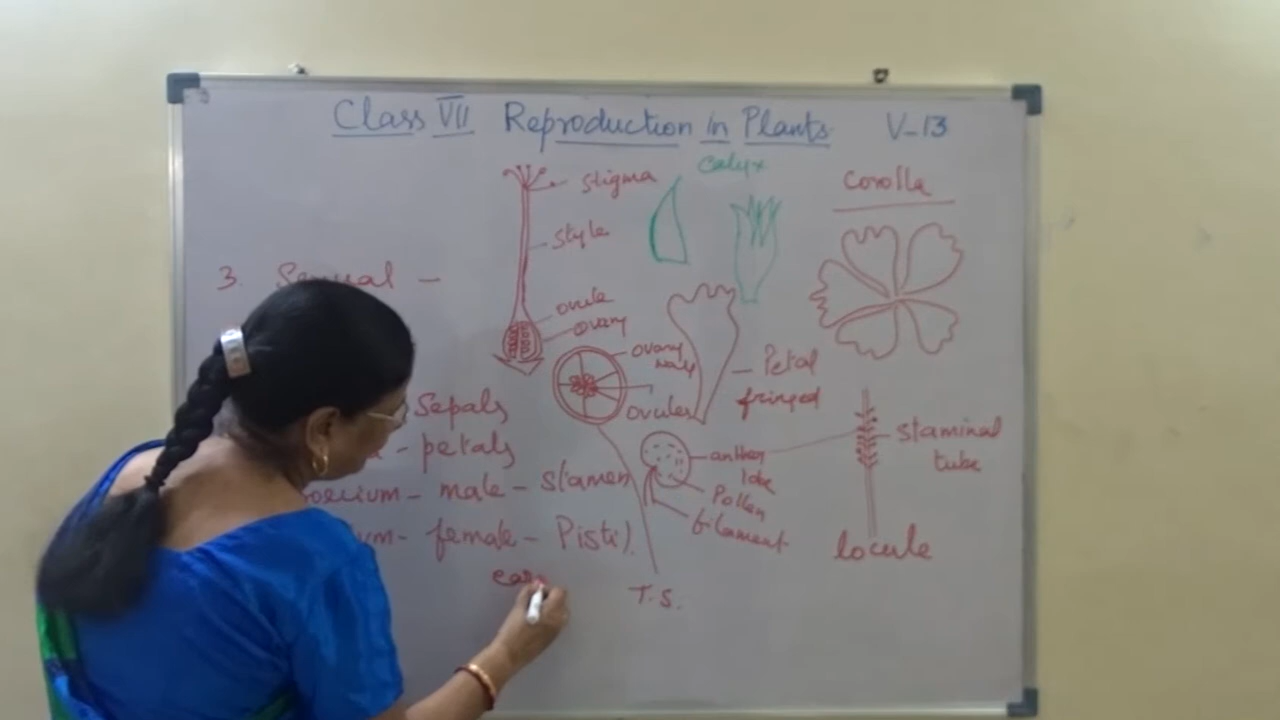 Class VII Reproduction in Plants V-13
calyx
stigma
corolla
style
3. Sexual -
ovule
ovary
ovary
wall
Petal
fringed
Sepals
ovules
- petals
staminal
tube
anther
lobe
- male - stamen
Pollen
filament
- female - Pistil
locule
T.S.